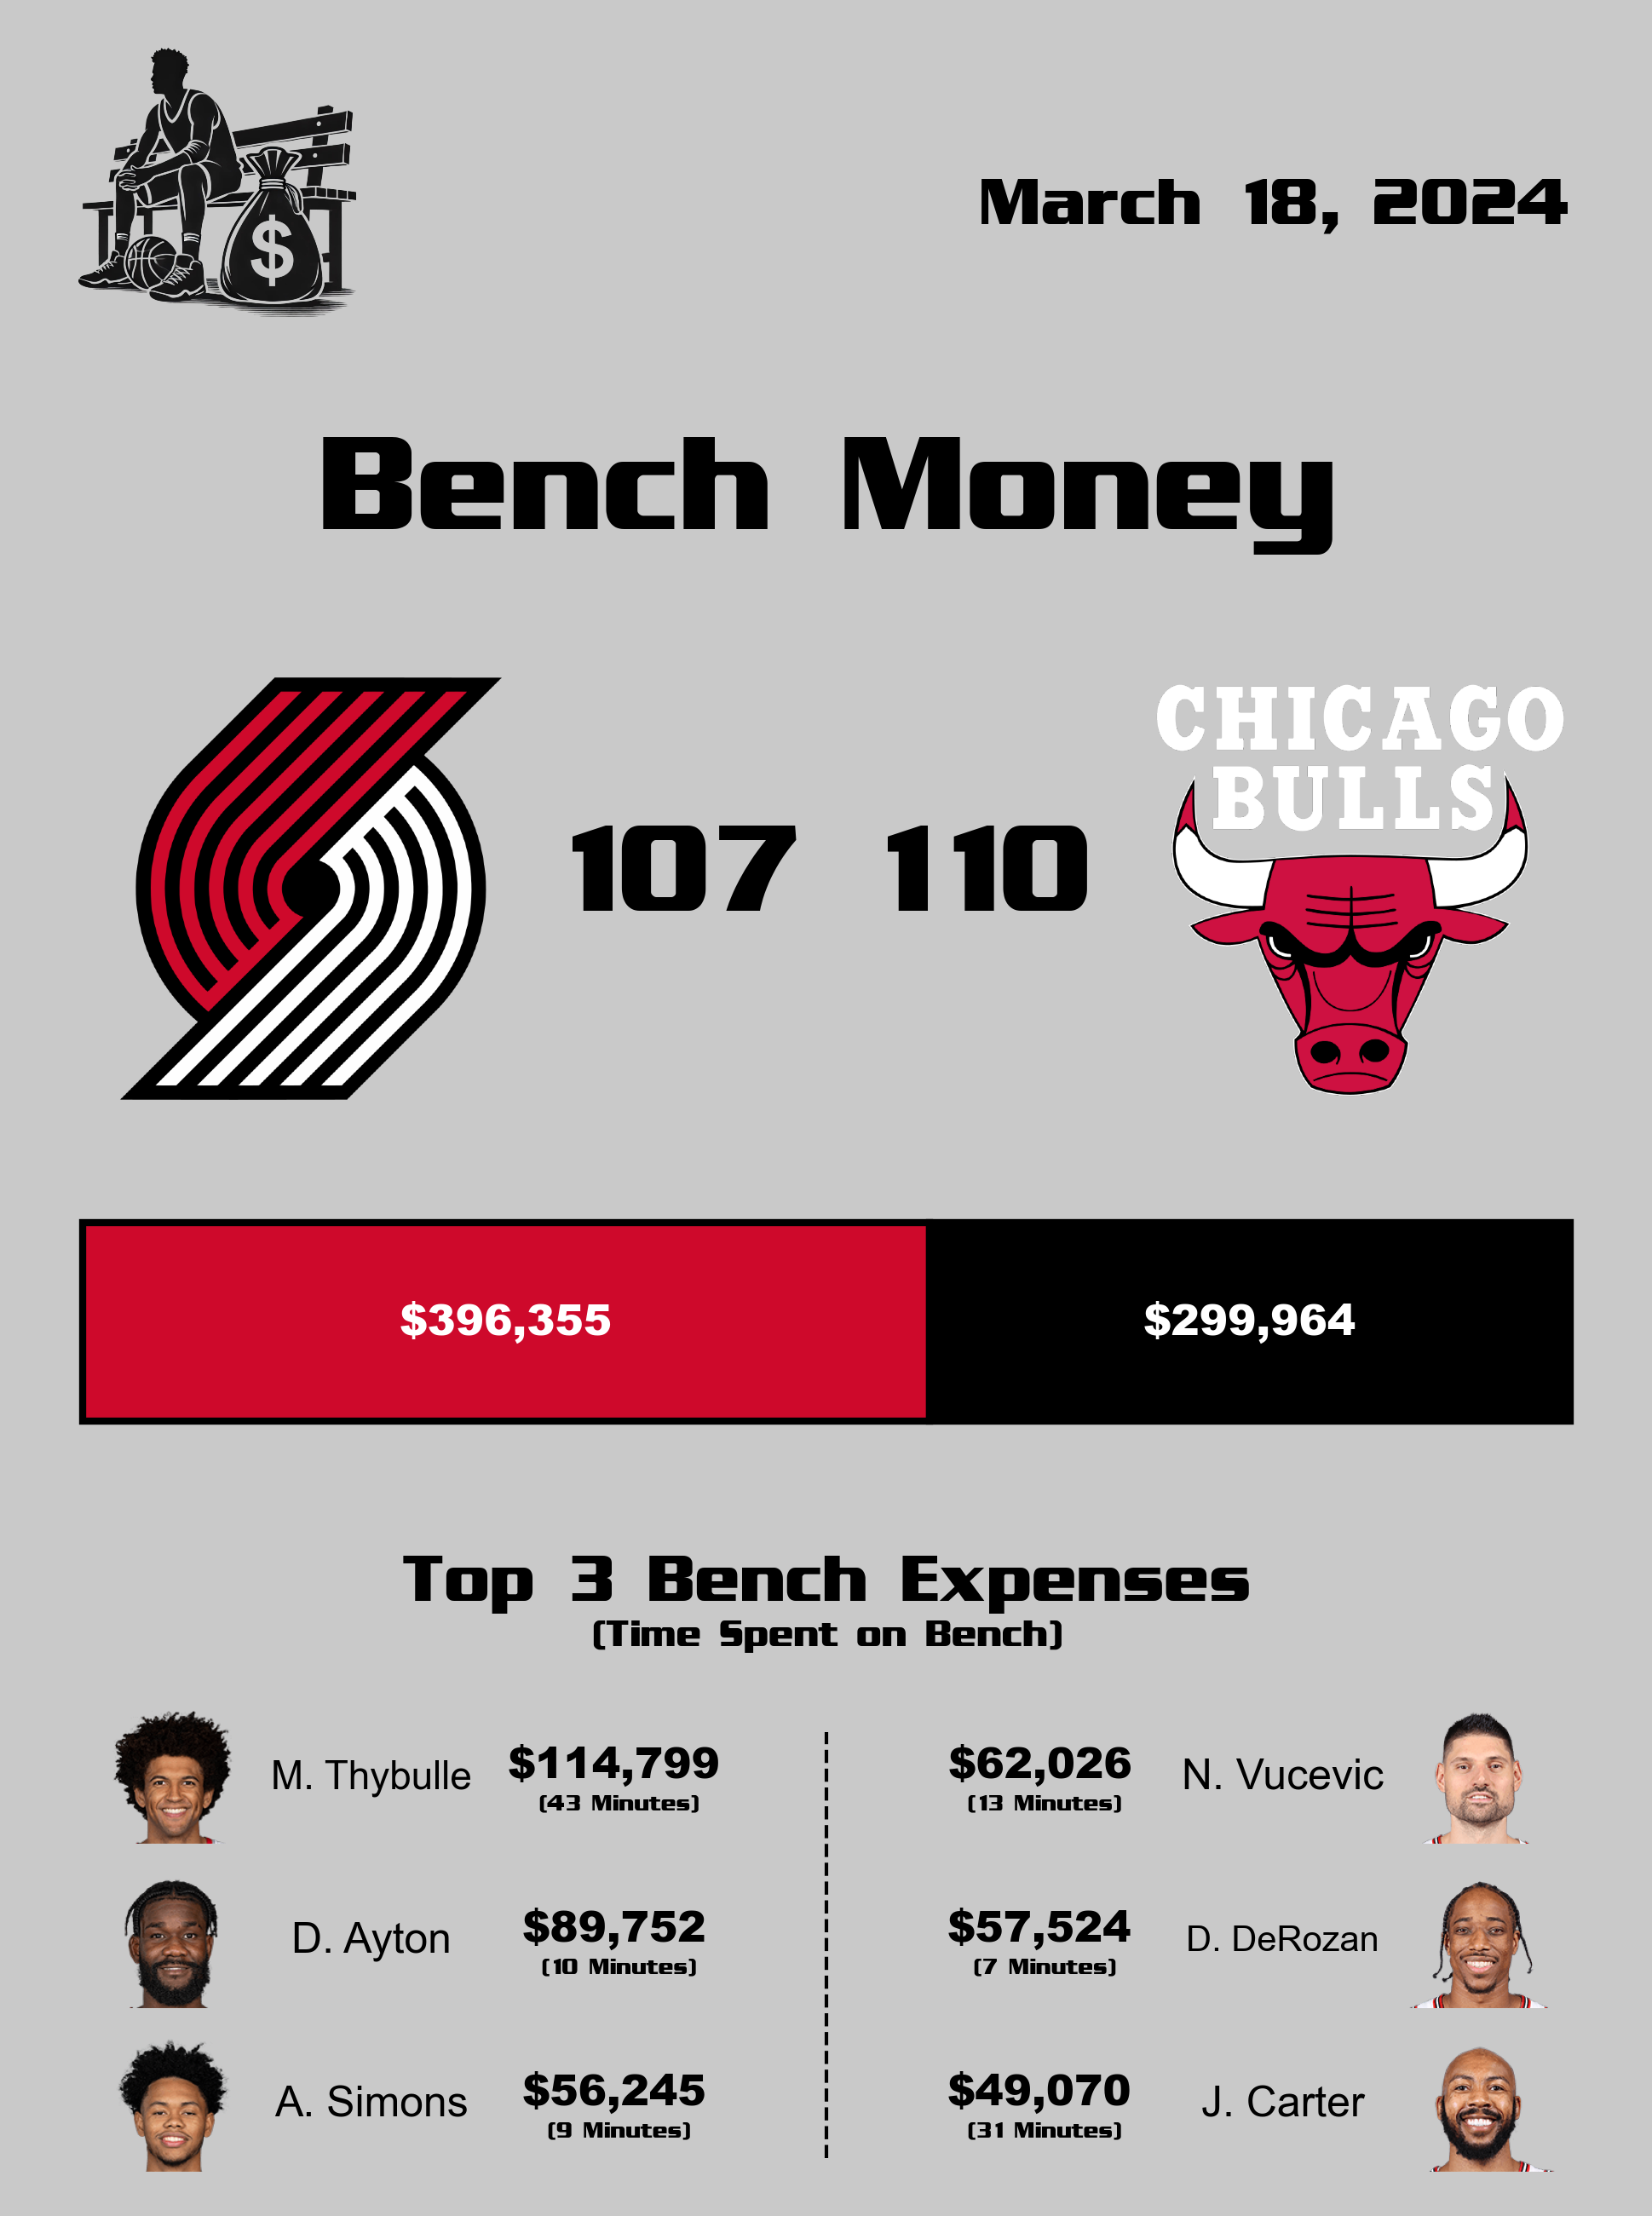 $
March 18, 2024
Bench Money
CHICAGO
BULLS
107 110
$396,355 $299,964
Top 3 Bench Expenses
(Time Spent on Bench)
M. Thybulle $114,799
(43 Minutes)
$62,026 N. Vucevic
(13 Minutes)
D. Ayton $89,752
(10 Minutes)
$57,524 D. DeRozan
(7 Minutes)
A. Simons $56,245
(9 Minutes)
$49,070 J. Carter
(31 Minutes)